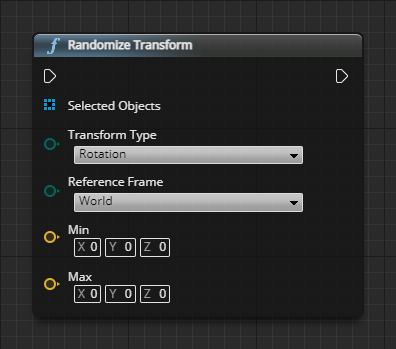 f Randomize Transform
Selected Objects
Transform Type
Rotation
Reference Frame
World
Min
X 0 Y 0 Z 0
Max
X 0 Y 0 Z 0